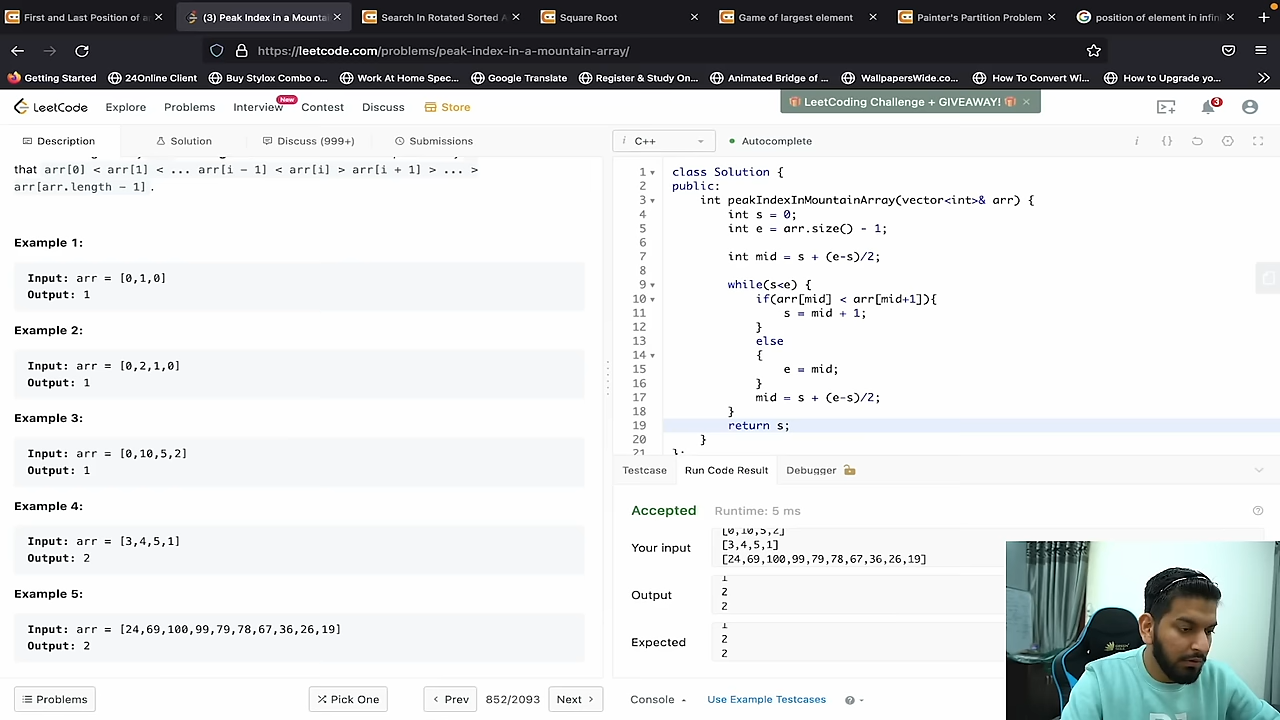 First and Last Position of a
(3) Peak Index in a Mounta
Search In Rotated Sorted
Square Root
Game of largest element
Painter's Partition Problem
position of element in infin
https://leetcode.com/problems/peak-index-in-a-mountain-array/
Getting Started
24Online Client
Buy Stylox Combo o...
Work At Home Spec...
Google Translate
Register & Study On...
Animated Bridge of ...
WallpapersWide.co...
How To Convert Wi...
How to Upgrade yo...
LeetCode
Explore
Problems
Interview
New
Contest
Discuss
Store
LeetCoding Challenge + GIVEAWAY!
3
Description
Solution
Discuss (999+)
Submissions
i C++
Autocomplete
that arr[0] < arr[1] < ... arr[i - 1] < arr[i] > arr[i + 1] > ... >
arr[arr.length - 1] .
Example 1:
Input: arr = [0,1,0]
Output: 1
Example 2:
Input: arr = [0,2,1,0]
Output: 1
Example 3:
Input: arr = [0,10,5,2]
Output: 1
Example 4:
Input: arr = [3,4,5,1]
Output: 2
Example 5:
Input: arr = [24,69,100,99,79,78,67,36,26,19]
Output: 2
1 class Solution {
2 public:
3 int peakIndexInMountainArray(vector<int>& arr) {
4 int s = 0;
5 int e = arr.size() - 1;
6
7 int mid = s + (e-s)/2;
8
9 while(s<e) {
10 if(arr[mid] < arr[mid+1]){
11 s = mid + 1;
12 }
13 else
14 {
15 e = mid;
16 }
17 mid = s + (e-s)/2;
18 }
19 return s;
20 }
21 };
Testcase
Run Code Result
Debugger
Accepted
Runtime: 5 ms
Your input
[0,10,5,2]
[3,4,5,1]
[24,69,100,99,79,78,67,36,26,19]
Output
1
2
2
Expected
1
2
2
Problems
Pick One
Prev
852/2093
Next
Console
Use Example Testcases